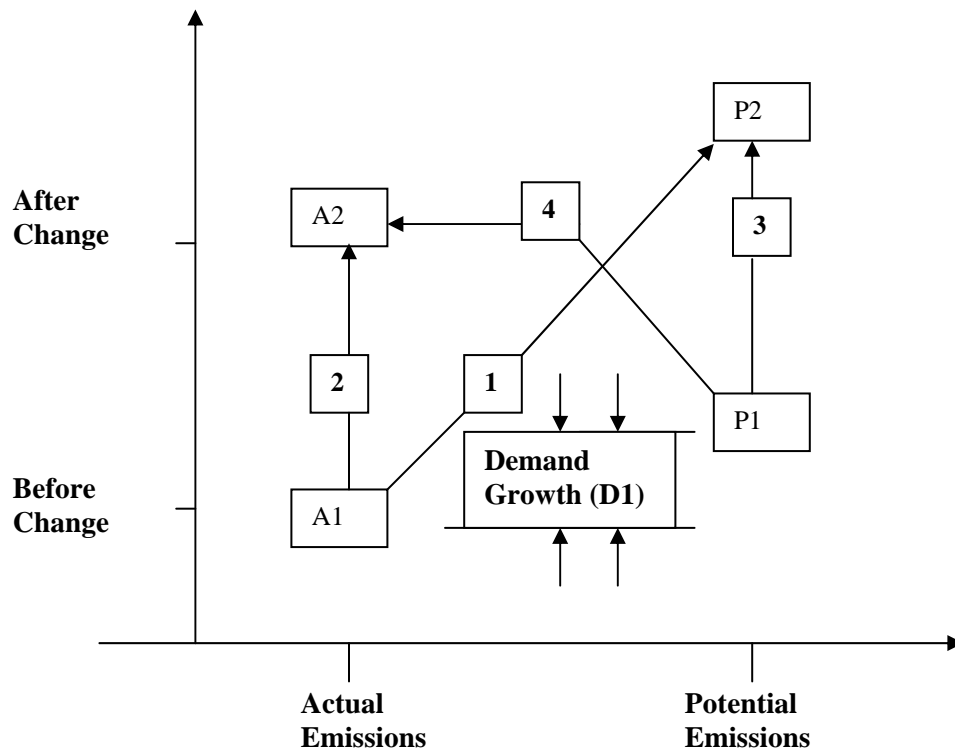 P2
After
Change
A2
4
3
2
1
P1
Demand
Growth (D1)
Before
Change
A1
Actual
Emissions
Potential
Emissions